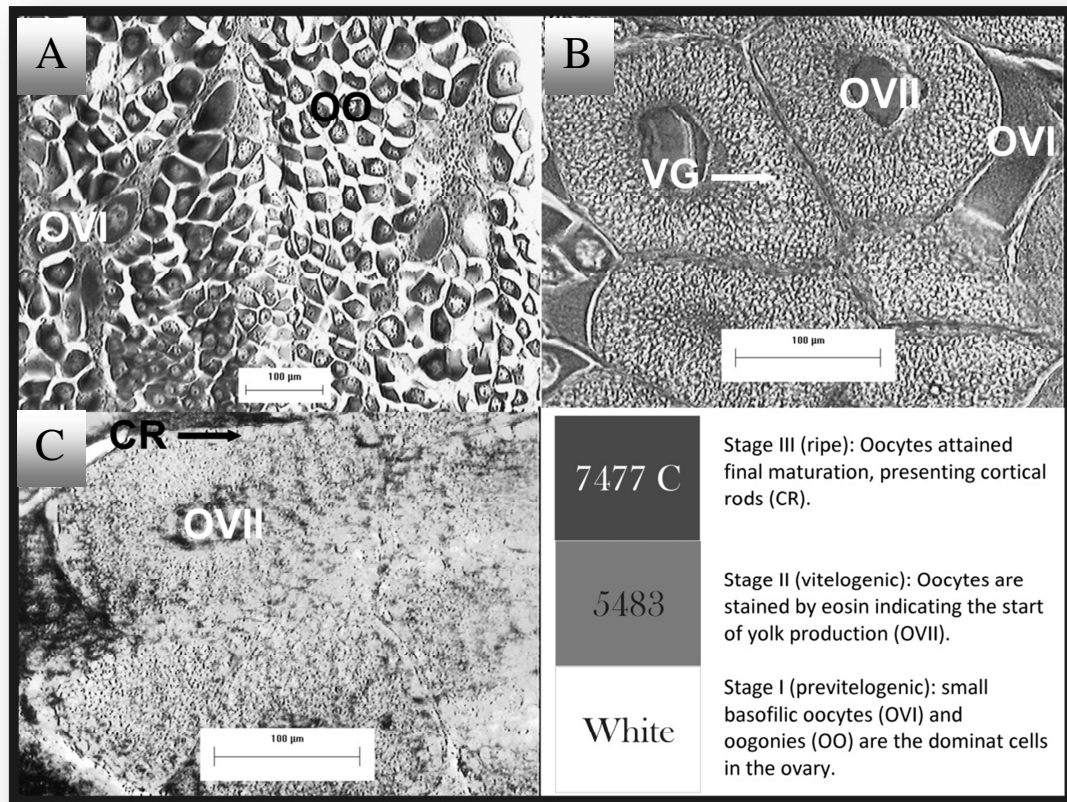 A
OO
OVI
100 µm
B
OVII
OVI
VG
100 µm
C
CR
OVII
100 µm
7477 C
Stage III (ripe): Oocytes attained
final maturation, presenting cortical
rods (CR).
5483
Stage II (vitelogenic): Oocytes are
stained by eosin indicating the start
of yolk production (OVII).
White
Stage I (previtelogenic): small
basofilic oocytes (OVI) and
oogonies (OO) are the dominat cells
in the ovary.